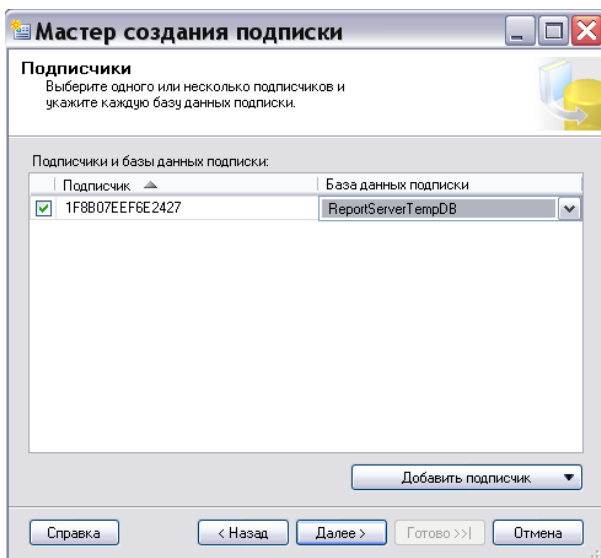 Мастер создания подписки
Подписчики
Выберите одного или несколько подписчиков и
укажите каждую базу данных подписки.
Подписчики и базы данных подписки:
Подписчик База данных подписки
1F8B07EEF6E2427 ReportServerTempDB
Добавить подписчик
Справка < Назад Далее > Готово >>| Отмена